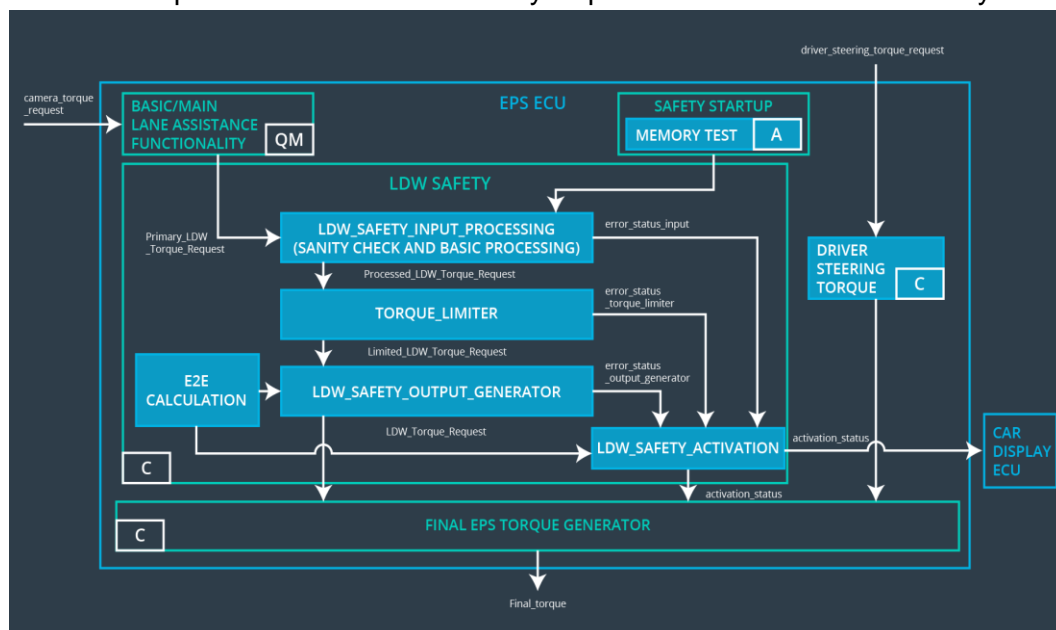 driver_steering_torque_request
camera_torque
_request
BASIC/MAIN
LANE ASSISTANCE
FUNCTIONALITY
QM
EPS ECU
SAFETY STARTUP
MEMORY TEST
A
LDW SAFETY
Primary_LDW
_Torque_Request
LDW_SAFETY_INPUT_PROCESSING
(SANITY CHECK AND BASIC PROCESSING)
error_status_input
DRIVER
STEERING
TORQUE
C
Processed_LDW_Torque_Request
TORQUE_LIMITER
error_status
_torque_limiter
Limited_LDW_Torque_Request
E2E
CALCULATION
LDW_SAFETY_OUTPUT_GENERATOR
error_status
_output_generator
LDW_Torque_Request
LDW_SAFETY_ACTIVATION
activation_status
CAR
DISPLAY
ECU
C
activation_status
FINAL EPS TORQUE GENERATOR
C
Final_torque